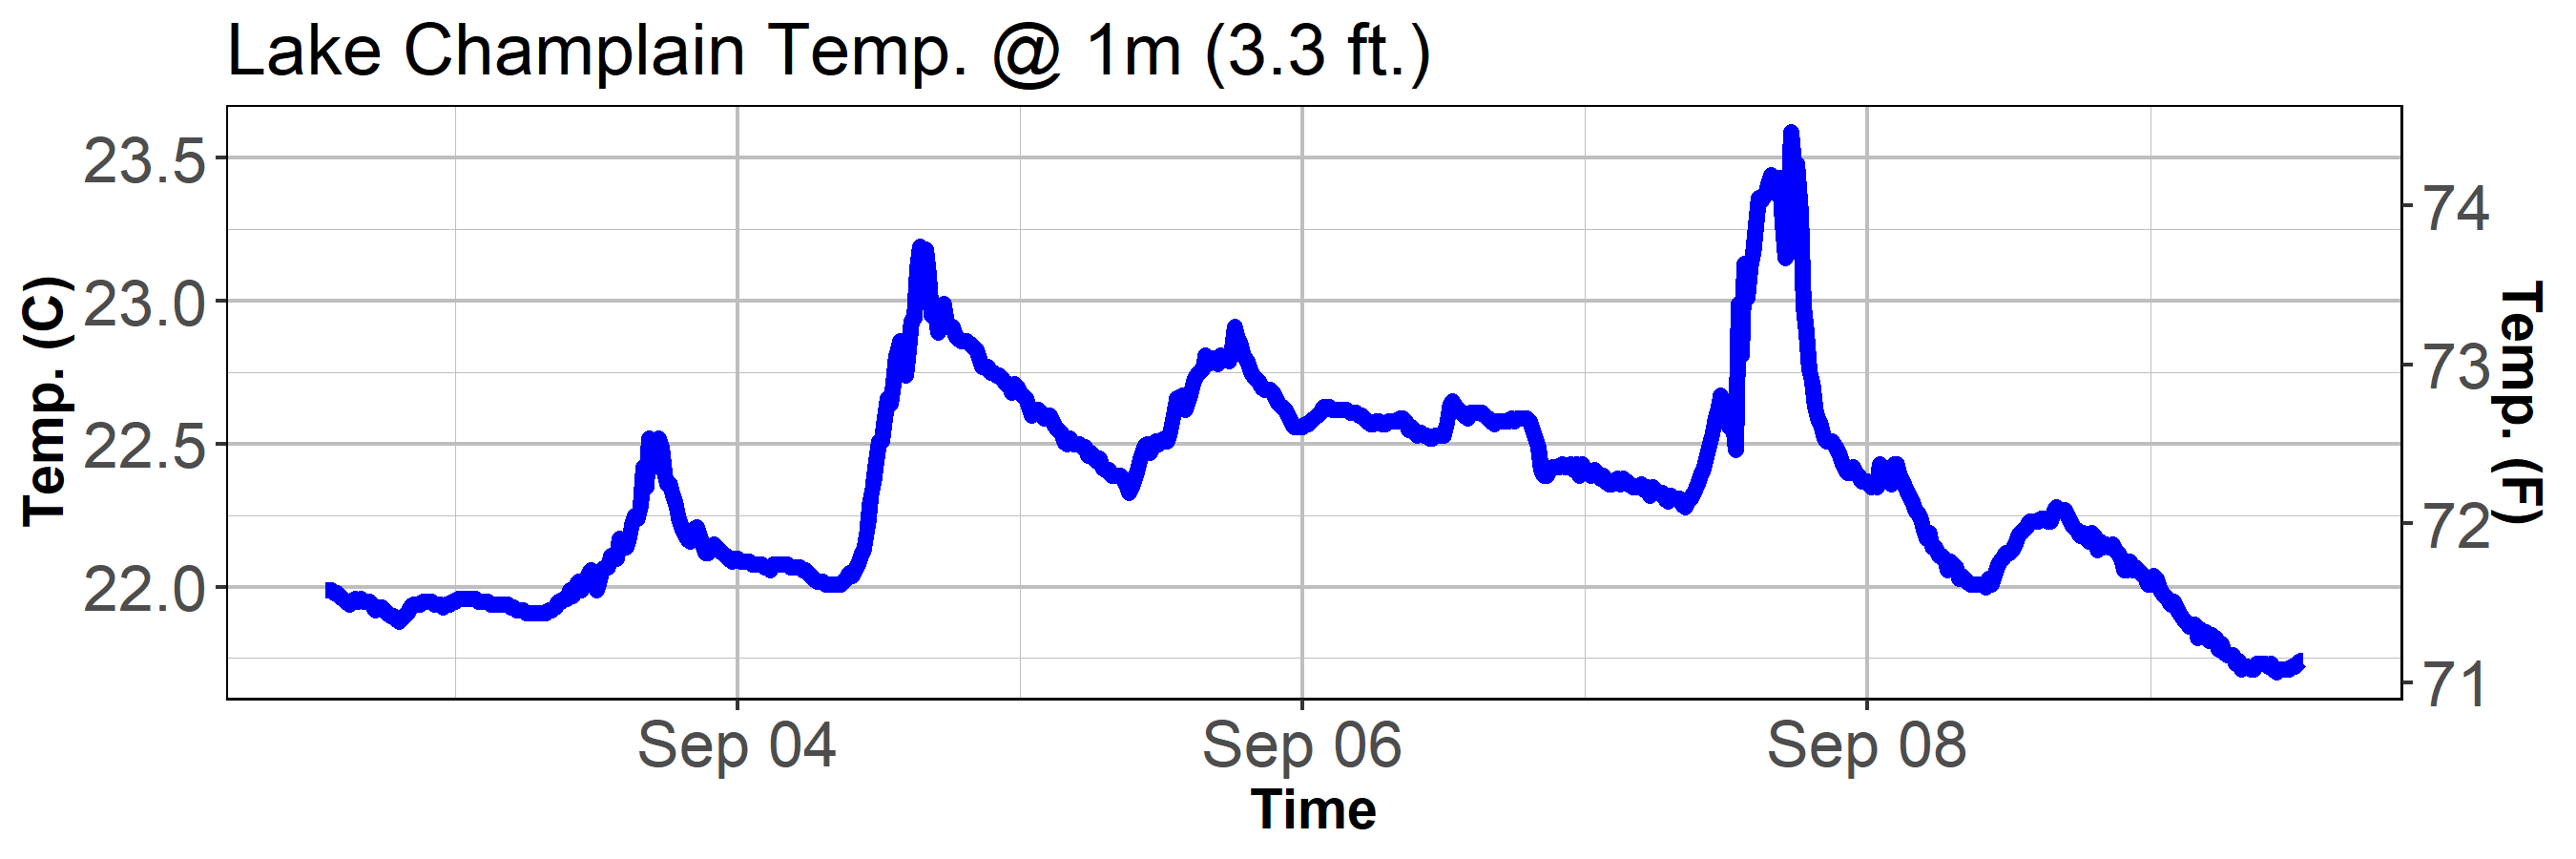 Lake Champlain Temp. @ 1m (3.3 ft.)
Temp. (C)
23.5
23.0
22.5
22.0
74
73
72
71
Temp. (F)
Sep 04
Sep 06
Sep 08
Time